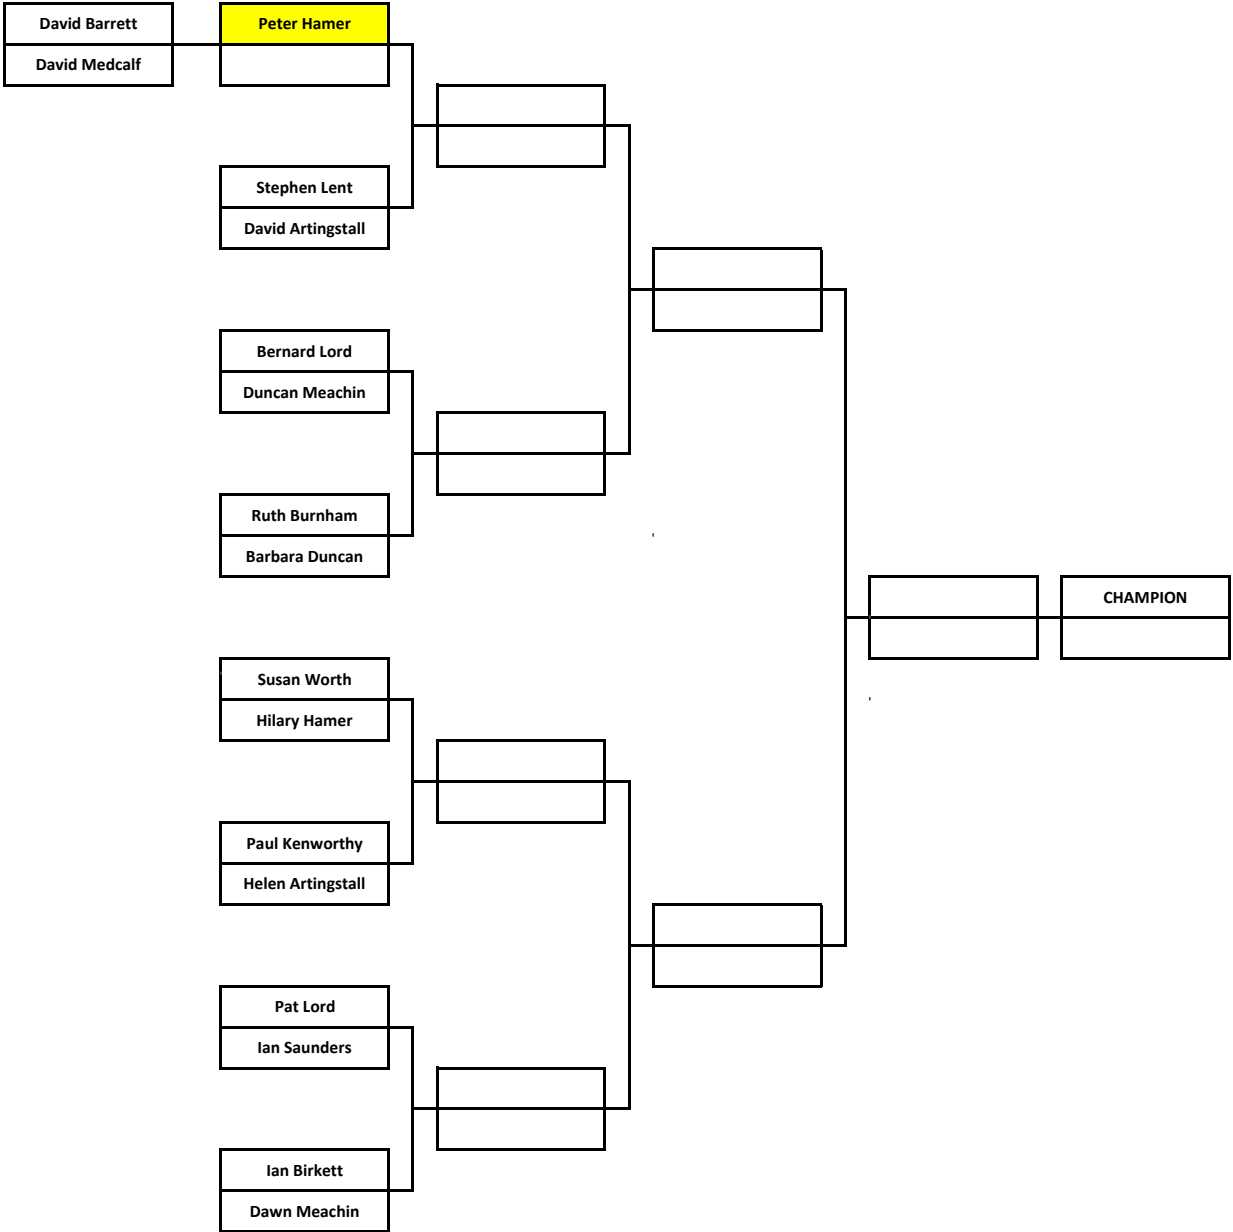 David Barrett
David Medcalf
Peter Hamer
Stephen Lent
David Artingstall
Bernard Lord
Duncan Meachin
Ruth Burnham
Barbara Duncan
Susan Worth
Hilary Hamer
Paul Kenworthy
Helen Artingstall
Pat Lord
Ian Saunders
Ian Birkett
Dawn Meachin
CHAMPION